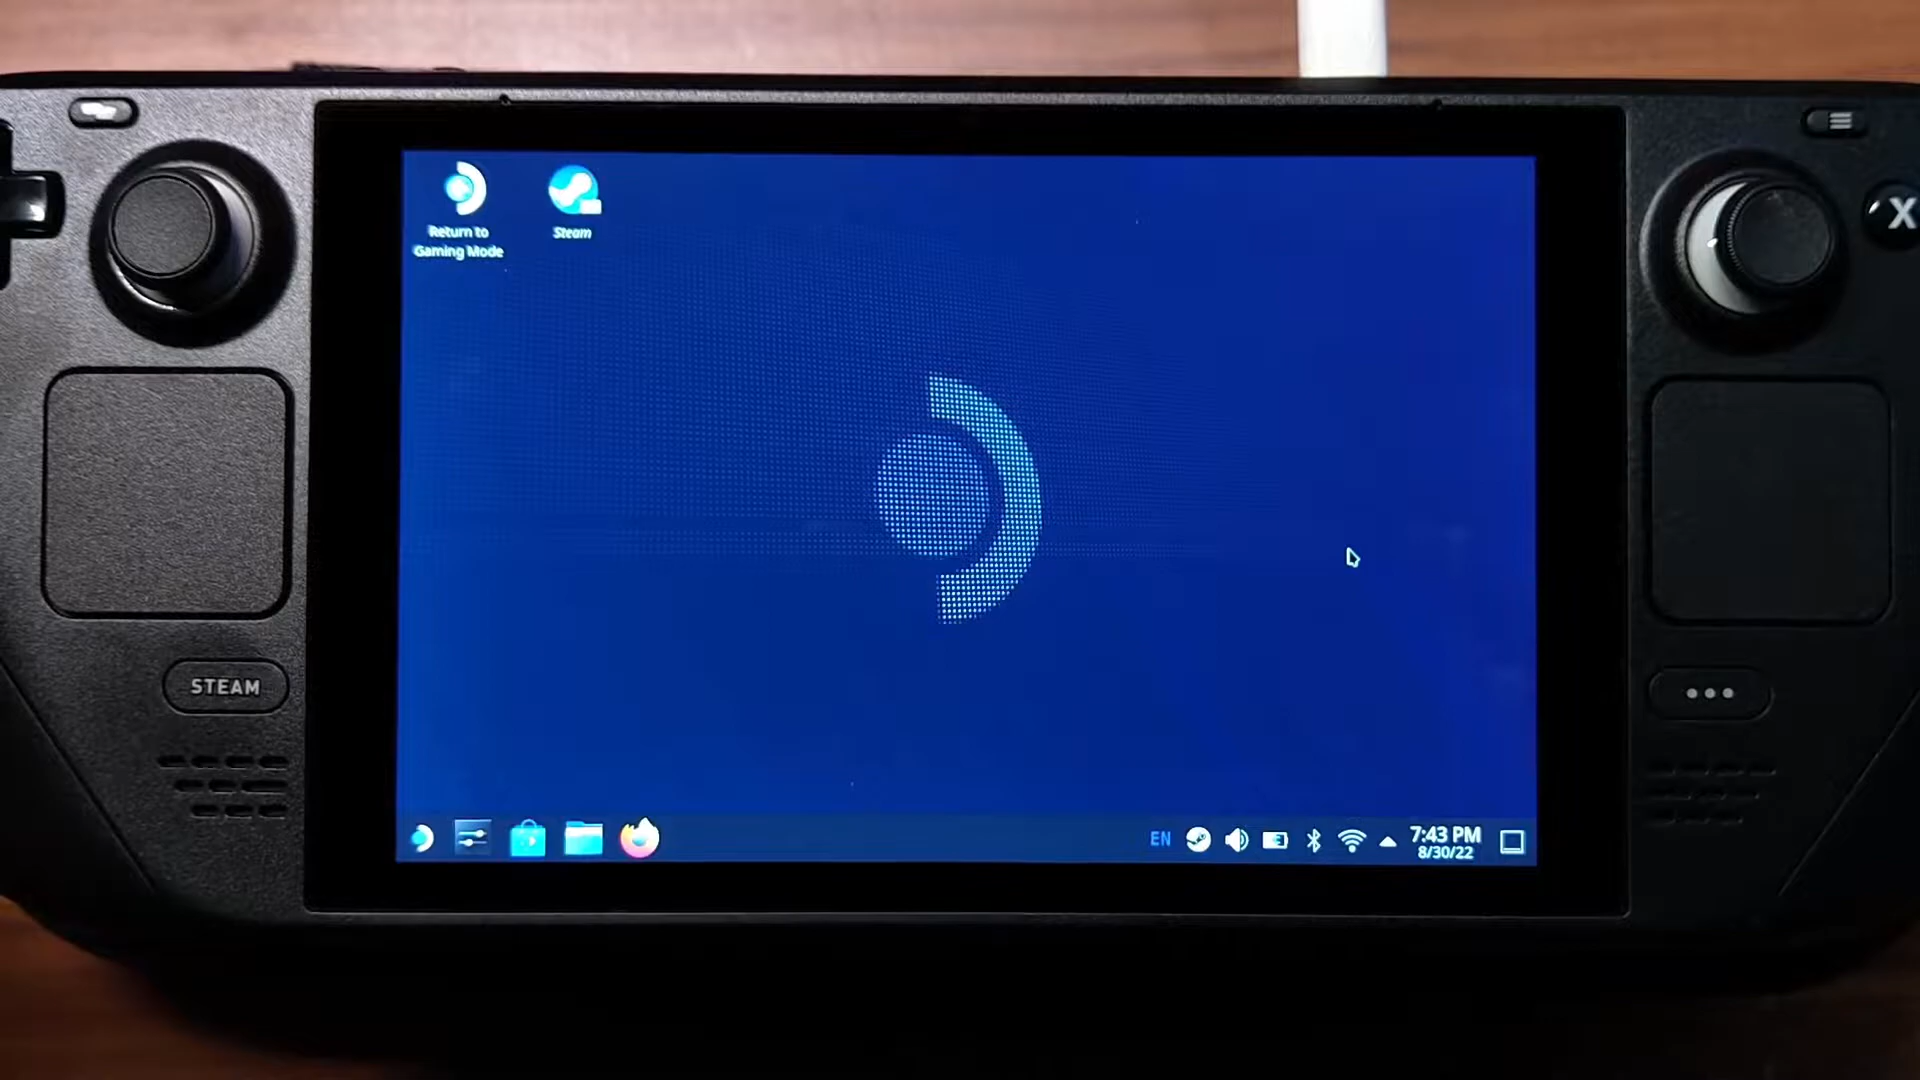 X
Return to
Gaming Mode
Steam
STEAM
EN
7:43 PM
8/30/22